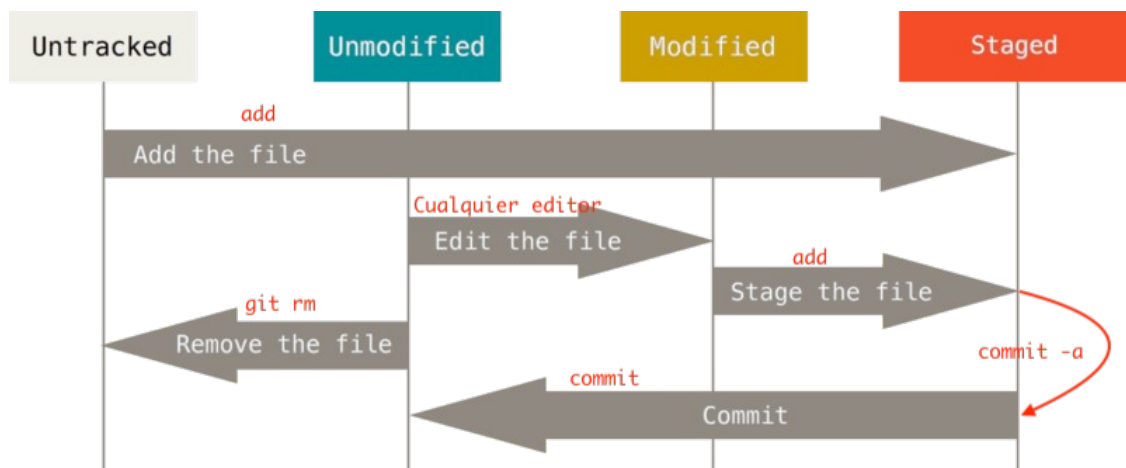 Untracked
Unmodified
Modified
Staged
add
Add the file
Cualquier editor
Edit the file
add
Stage the file
git rm
Remove the file
commit -a
commit
Commit